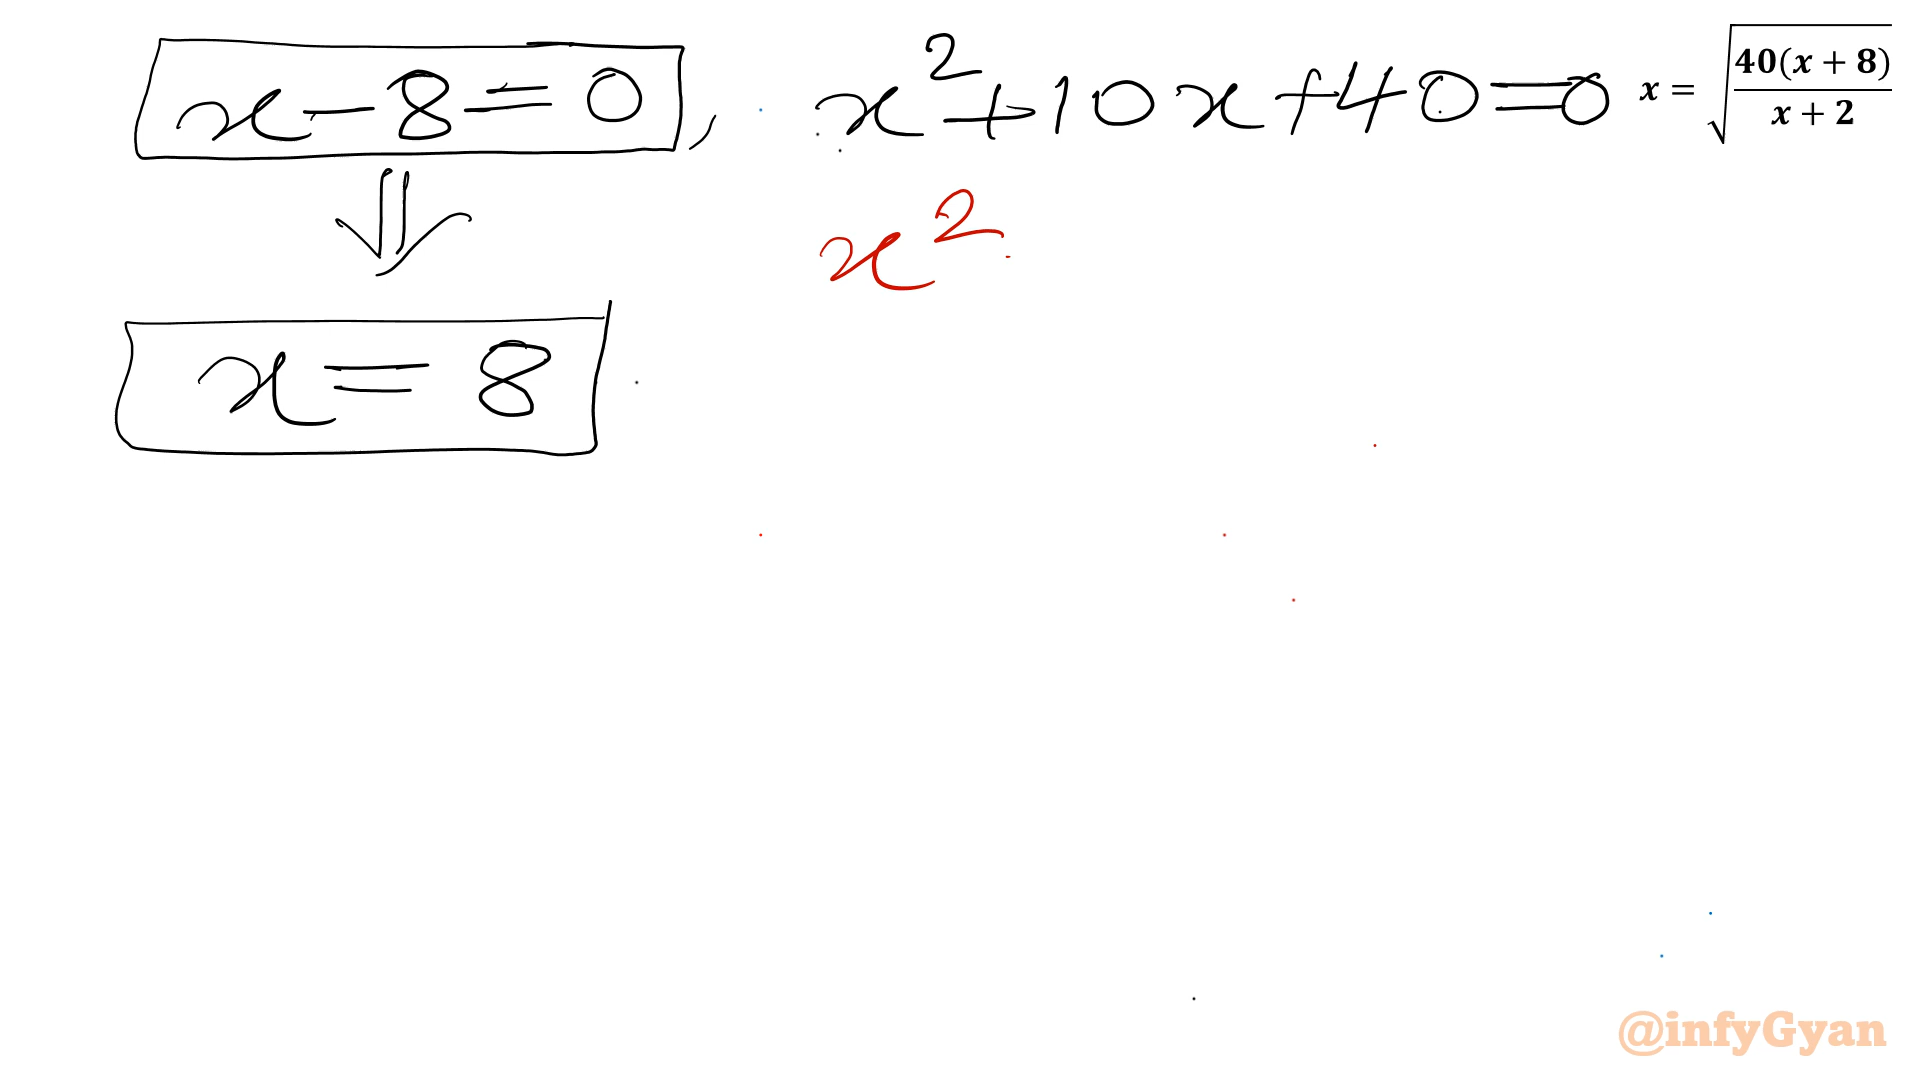 x - 8 = 0, x² + 10x + 40 = 0 x = √(40(x + 8)/(x + 2))
⇓ x²
x = 8
@infyGyan